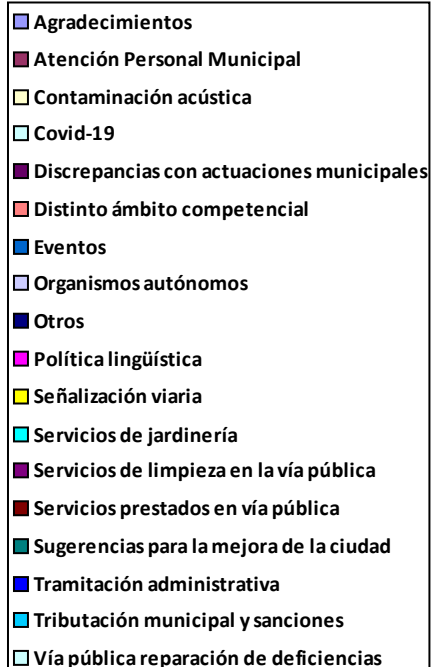 Agradecimientos
Atención Personal Municipal
Contaminación acústica
Covid-19
Discrepancias con actuaciones municipales
Distinto ámbito competencial
Eventos
Organismos autónomos
Otros
Política lingüística
Señalización viaria
Servicios de jardinería
Servicios de limpieza en la vía pública
Servicios prestados en vía pública
Sugerencias para la mejora de la ciudad
Tramitación administrativa
Tributación municipal y sanciones
Vía pública reparación de deficiencias